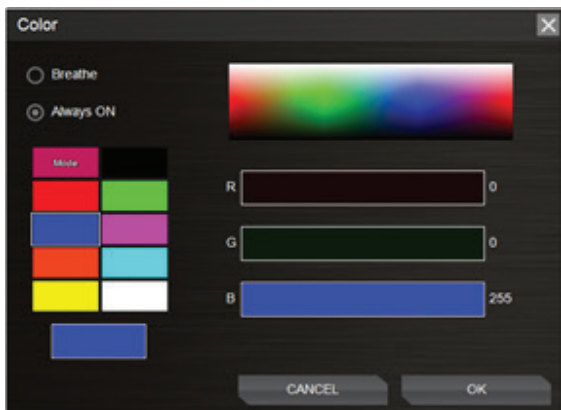 Color
Breathe
Always ON
Mode
R 0
G 0
B 255
CANCEL OK